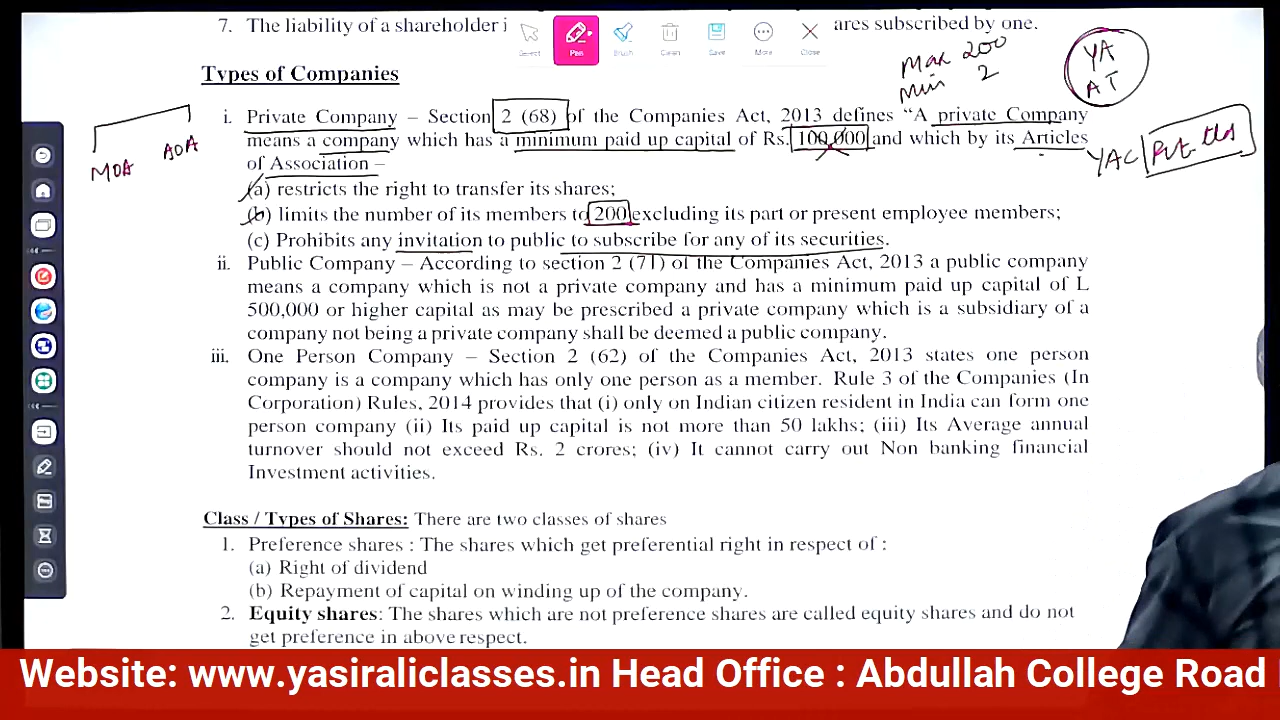 7. The liability of a shareholder i
ares subscribed by one.
Select
Pen
Brush
Clean
Save
More
Close
Max 200
Min 2
YA
AT
Types of Companies
MOA
AOA
i. Private Company – Section 2 (68) of the Companies Act, 2013 defines “A private Company
means a company which has a minimum paid up capital of Rs. 100,000 and which by its Articles
of Association –
YAC Pvt Ltd
(a) restricts the right to transfer its shares;
(b) limits the number of its members to 200 excluding its part or present employee members;
(c) Prohibits any invitation to public to subscribe for any of its securities.
ii. Public Company – According to section 2 (71) of the Companies Act, 2013 a public company
means a company which is not a private company and has a minimum paid up capital of L
500,000 or higher capital as may be prescribed a private company which is a subsidiary of a
company not being a private company shall be deemed a public company.
iii. One Person Company – Section 2 (62) of the Companies Act, 2013 states one person
company is a company which has only one person as a member. Rule 3 of the Companies (In
Corporation) Rules, 2014 provides that (i) only on Indian citizen resident in India can form one
person company (ii) Its paid up capital is not more than 50 lakhs; (iii) Its Average annual
turnover should not exceed Rs. 2 crores; (iv) It cannot carry out Non banking financial
Investment activities.
Class / Types of Shares: There are two classes of shares
1. Preference shares : The shares which get preferential right in respect of :
(a) Right of dividend
(b) Repayment of capital on winding up of the company.
2. Equity shares: The shares which are not preference shares are called equity shares and do not
get preference in above respect.
Website: www.yasiraliclasses.in Head Office : Abdullah College Road